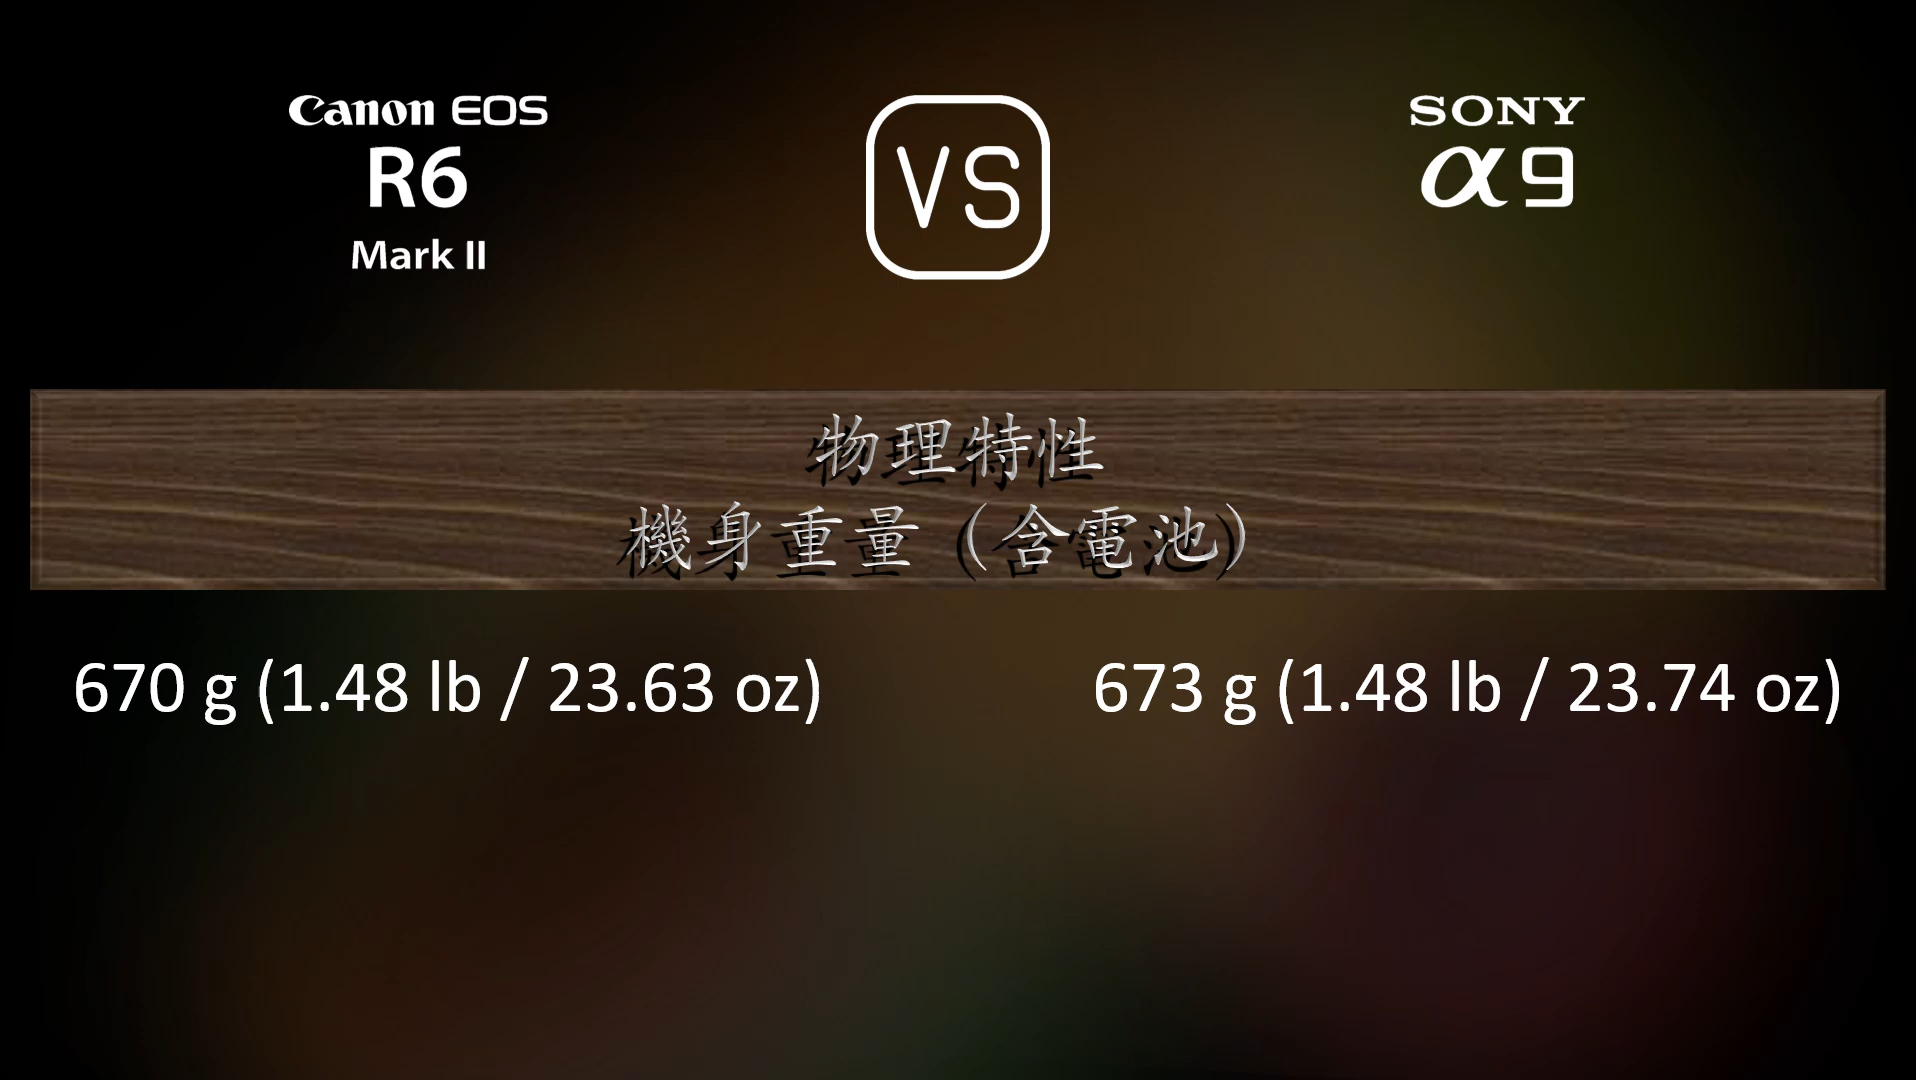 Canon EOS
R6
Mark II
VS
SONY
α9
物理特性
機身重量（含電池）
670 g (1.48 lb / 23.63 oz)
673 g (1.48 lb / 23.74 oz)